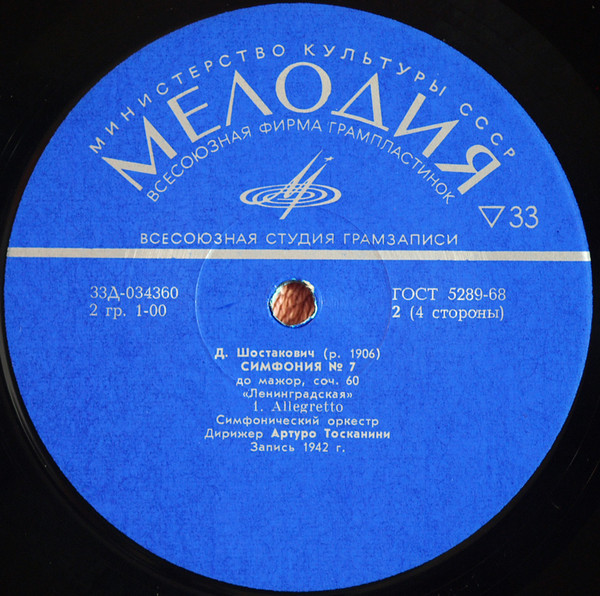 МИНИСТЕРСТВО КУЛЬТУРЫ СССР
МЕЛОДИЯ
ВСЕСОЮЗНАЯ ФИРМА ГРАМПЛАСТИНОК
33
ВСЕСОЮЗНАЯ СТУДИЯ ГРАМЗАПИСИ
33Д-034360
2 гр. 1-00
ГОСТ 5289-68
2 (4 стороны)
Д. Шостакович (р. 1906)
СИМФОНИЯ № 7
до мажор, соч. 60
«Ленинградская»
1. Allegretto
Симфонический оркестр
Дирижер Артуро Тосканини
Запись 1942 г.